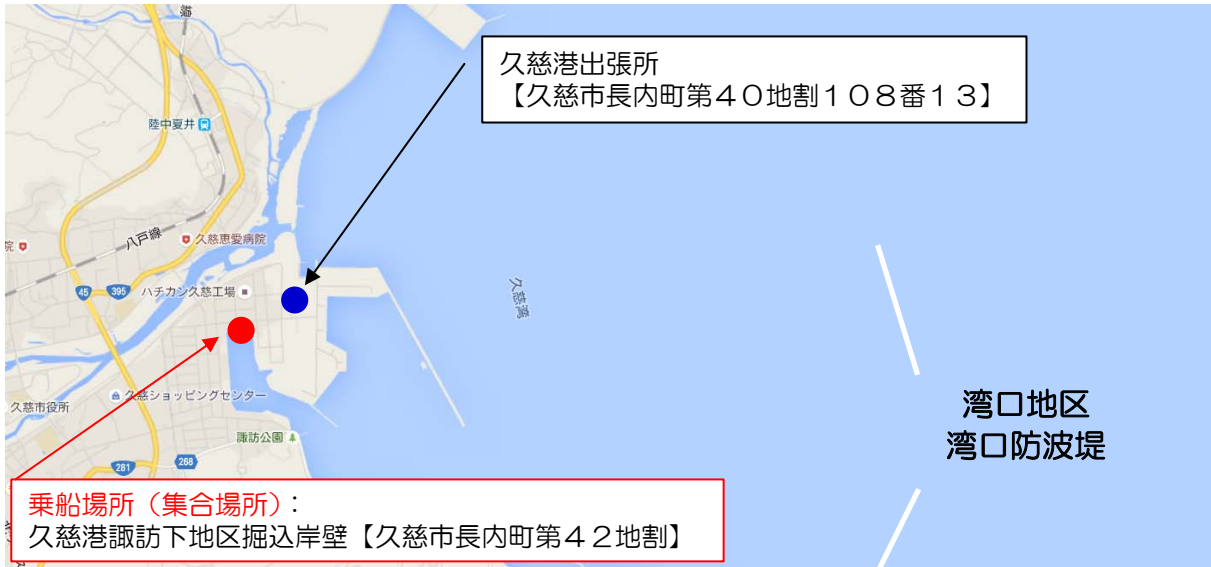 久慈港出張所
【久慈市長内町第４０地割１０８番１３】
陸中夏井
八戸線
久慈恵愛病院
院
45
395
ハチカン久慈工場
久慈湾
久慈ショッピングセンター
久慈市役所
諏訪公園
281
268
湾口地区
湾口防波堤
乗船場所（集合場所）：
久慈港諏訪下地区掘込岸壁【久慈市長内町第４２地割】